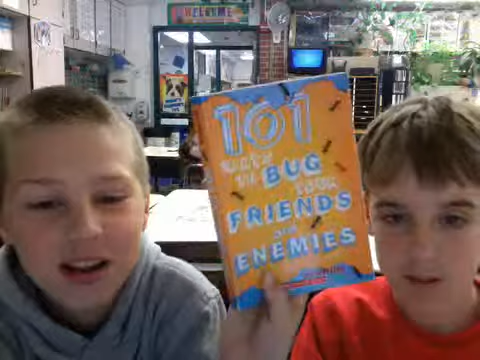 WELCOME
101
WAYS
TO BUG
YOUR
FRIENDS
AND
ENEMIES